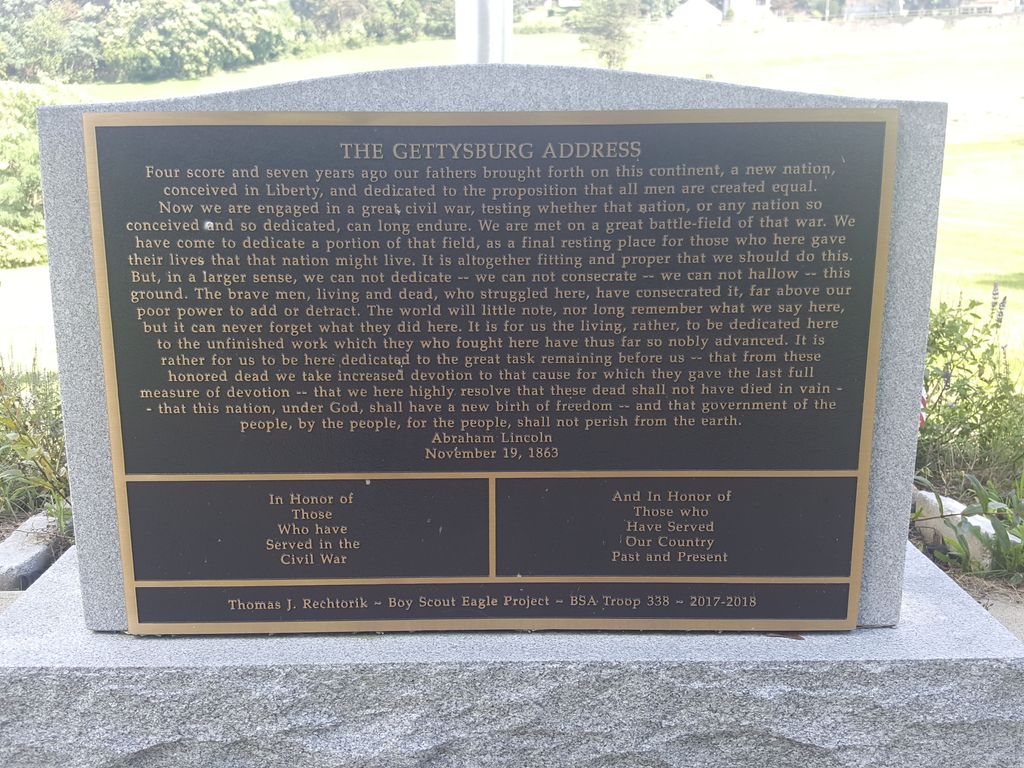 THE GETTYSBURG ADDRESS
Four score and seven years ago our fathers brought forth on this continent, a new nation,
conceived in Liberty, and dedicated to the proposition that all men are created equal.
Now we are engaged in a great civil war, testing whether that nation, or any nation so
conceived and so dedicated, can long endure. We are met on a great battle-field of that war. We
have come to dedicate a portion of that field, as a final resting place for those who here gave
their lives that that nation might live. It is altogether fitting and proper that we should do this.
But, in a larger sense, we can not dedicate -- we can not consecrate -- we can not hallow -- this
ground. The brave men, living and dead, who struggled here, have consecrated it, far above our
poor power to add or detract. The world will little note, nor long remember what we say here,
but it can never forget what they did here. It is for us the living, rather, to be dedicated here
to the unfinished work which they who fought here have thus far so nobly advanced. It is
rather for us to be here dedicated to the great task remaining before us -- that from these
honored dead we take increased devotion to that cause for which they gave the last full
measure of devotion -- that we here highly resolve that these dead shall not have died in vain -
- that this nation, under God, shall have a new birth of freedom -- and that government of the
people, by the people, for the people, shall not perish from the earth.
Abraham Lincoln
November 19, 1863
In Honor of
Those
Who have
Served in the
Civil War
And In Honor of
Those who
Have Served
Our Country
Past and Present
Thomas J. Rechtorik ~ Boy Scout Eagle Project ~ BSA Troop 338 ~ 2017-2018